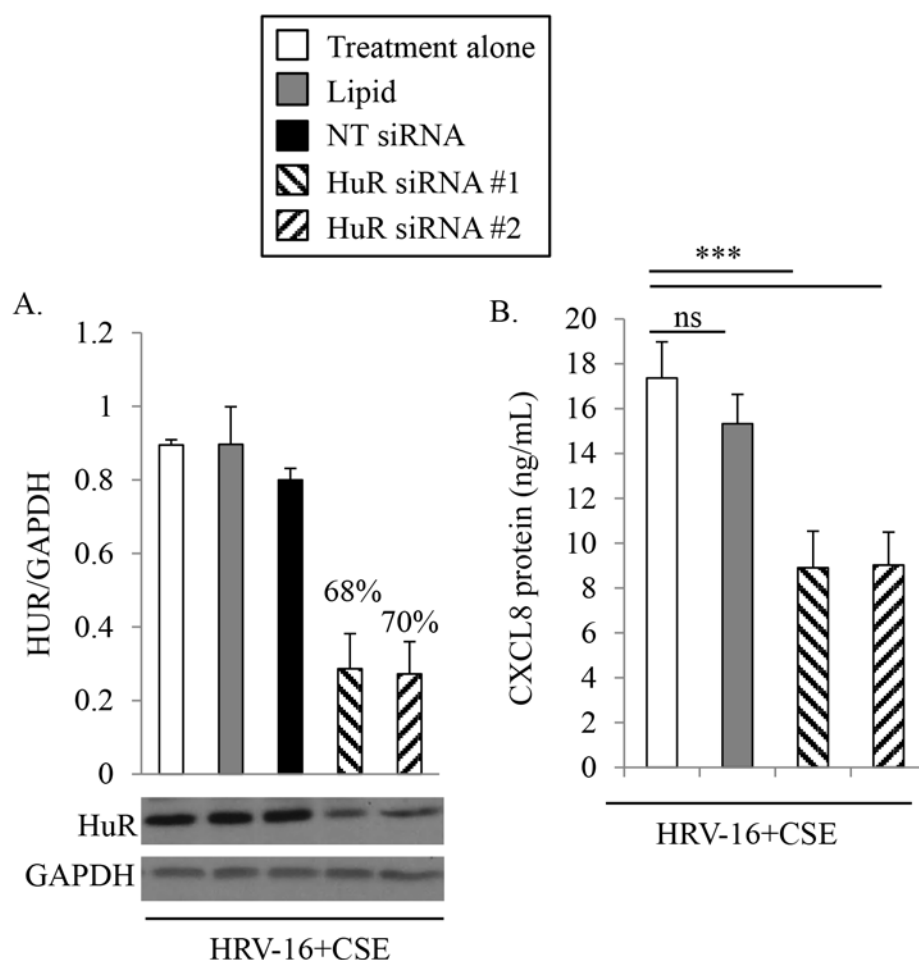 Treatment alone
Lipid
NT siRNA
HuR siRNA #1
HuR siRNA #2
A.
1.2
1
0.8
0.6
0.4
0.2
0
HUR/GAPDH
68%
70%
HuR
GAPDH
HRV-16+CSE
B.
***
ns
20
18
16
14
12
10
8
6
4
2
0
CXCL8 protein (ng/mL)
HRV-16+CSE